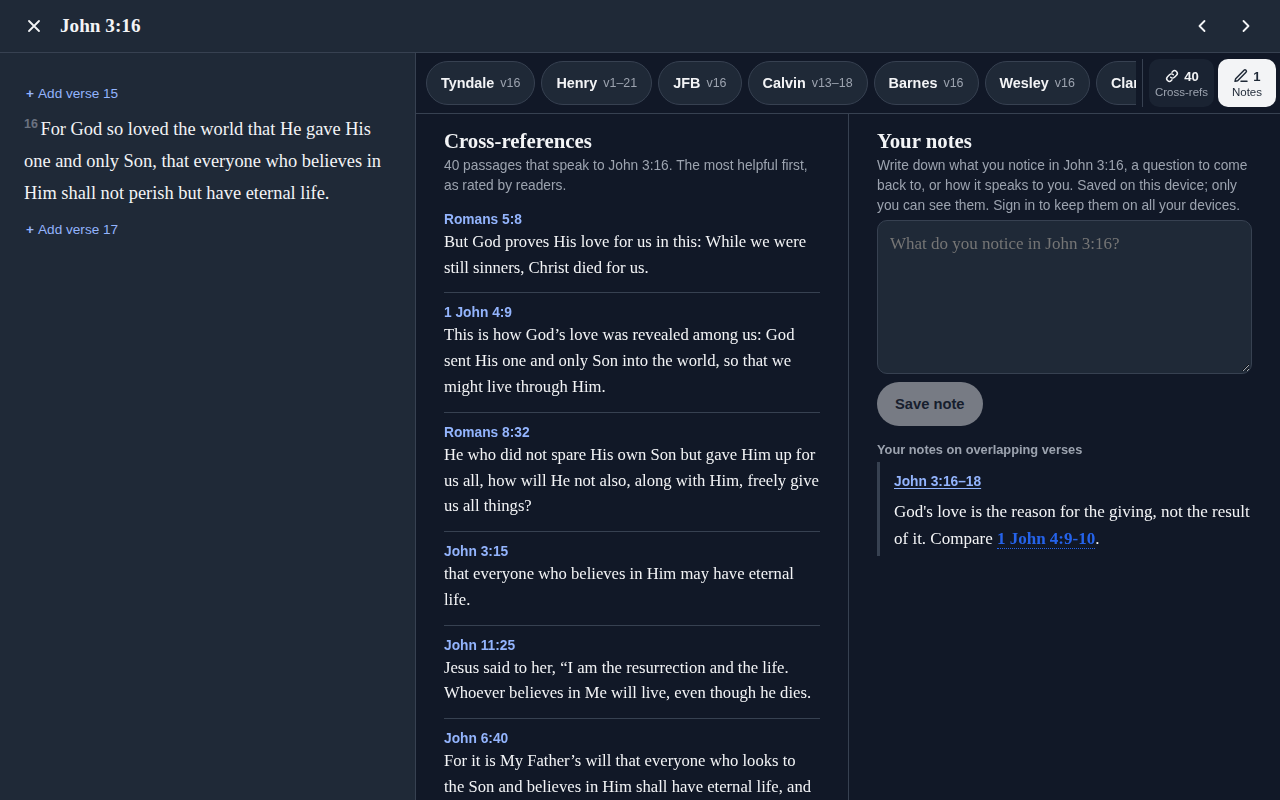 John 3:16
+ Add verse 15
16 For God so loved the world that He gave His
one and only Son, that everyone who believes in
Him shall not perish but have eternal life.
+ Add verse 17
Tyndale v16
Henry v1–21
JFB v16
Calvin v13–18
Barnes v16
Wesley v16
40
Cross-refs
1
Notes
Cross-references
40 passages that speak to John 3:16. The most helpful first,
as rated by readers.
Romans 5:8
But God proves His love for us in this: While we were
still sinners, Christ died for us.
1 John 4:9
This is how God’s love was revealed among us: God
sent His one and only Son into the world, so that we
might live through Him.
Romans 8:32
He who did not spare His own Son but gave Him up for
us all, how will He not also, along with Him, freely give
us all things?
John 3:15
that everyone who believes in Him may have eternal
life.
John 11:25
Jesus said to her, “I am the resurrection and the life.
Whoever believes in Me will live, even though he dies.
John 6:40
For it is My Father’s will that everyone who looks to
the Son and believes in Him shall have eternal life, and
Your notes
Write down what you notice in John 3:16, a question to come
back to, or how it speaks to you. Saved on this device; only
you can see them. Sign in to keep them on all your devices.
What do you notice in John 3:16?
Save note
Your notes on overlapping verses
John 3:16–18
God's love is the reason for the giving, not the result
of it. Compare 1 John 4:9-10.